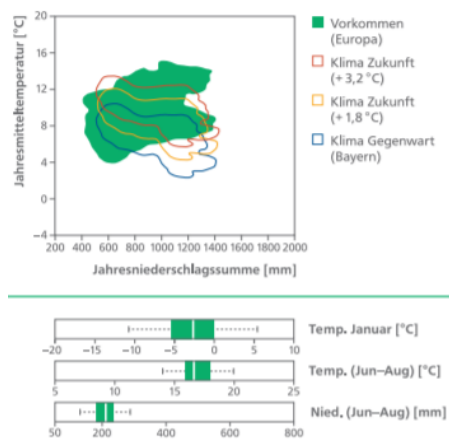 Jahresmitteltemperatur [°C]
20
16
12
8
4
0
−4
200 400 600 800 1000 1200 1400 1600 1800 2000
Jahresniederschlagssumme [mm]
Vorkommen
(Europa)
Klima Zukunft
(+ 3,2 °C)
Klima Zukunft
(+ 1,8 °C)
Klima Gegenwart
(Bayern)
Temp. Januar [°C]
−20 −15 −10 −5 0 5 10
Temp. (Jun–Aug) [°C]
5 10 15 20 25
Nied. (Jun–Aug) [mm]
50 200 400 600 800